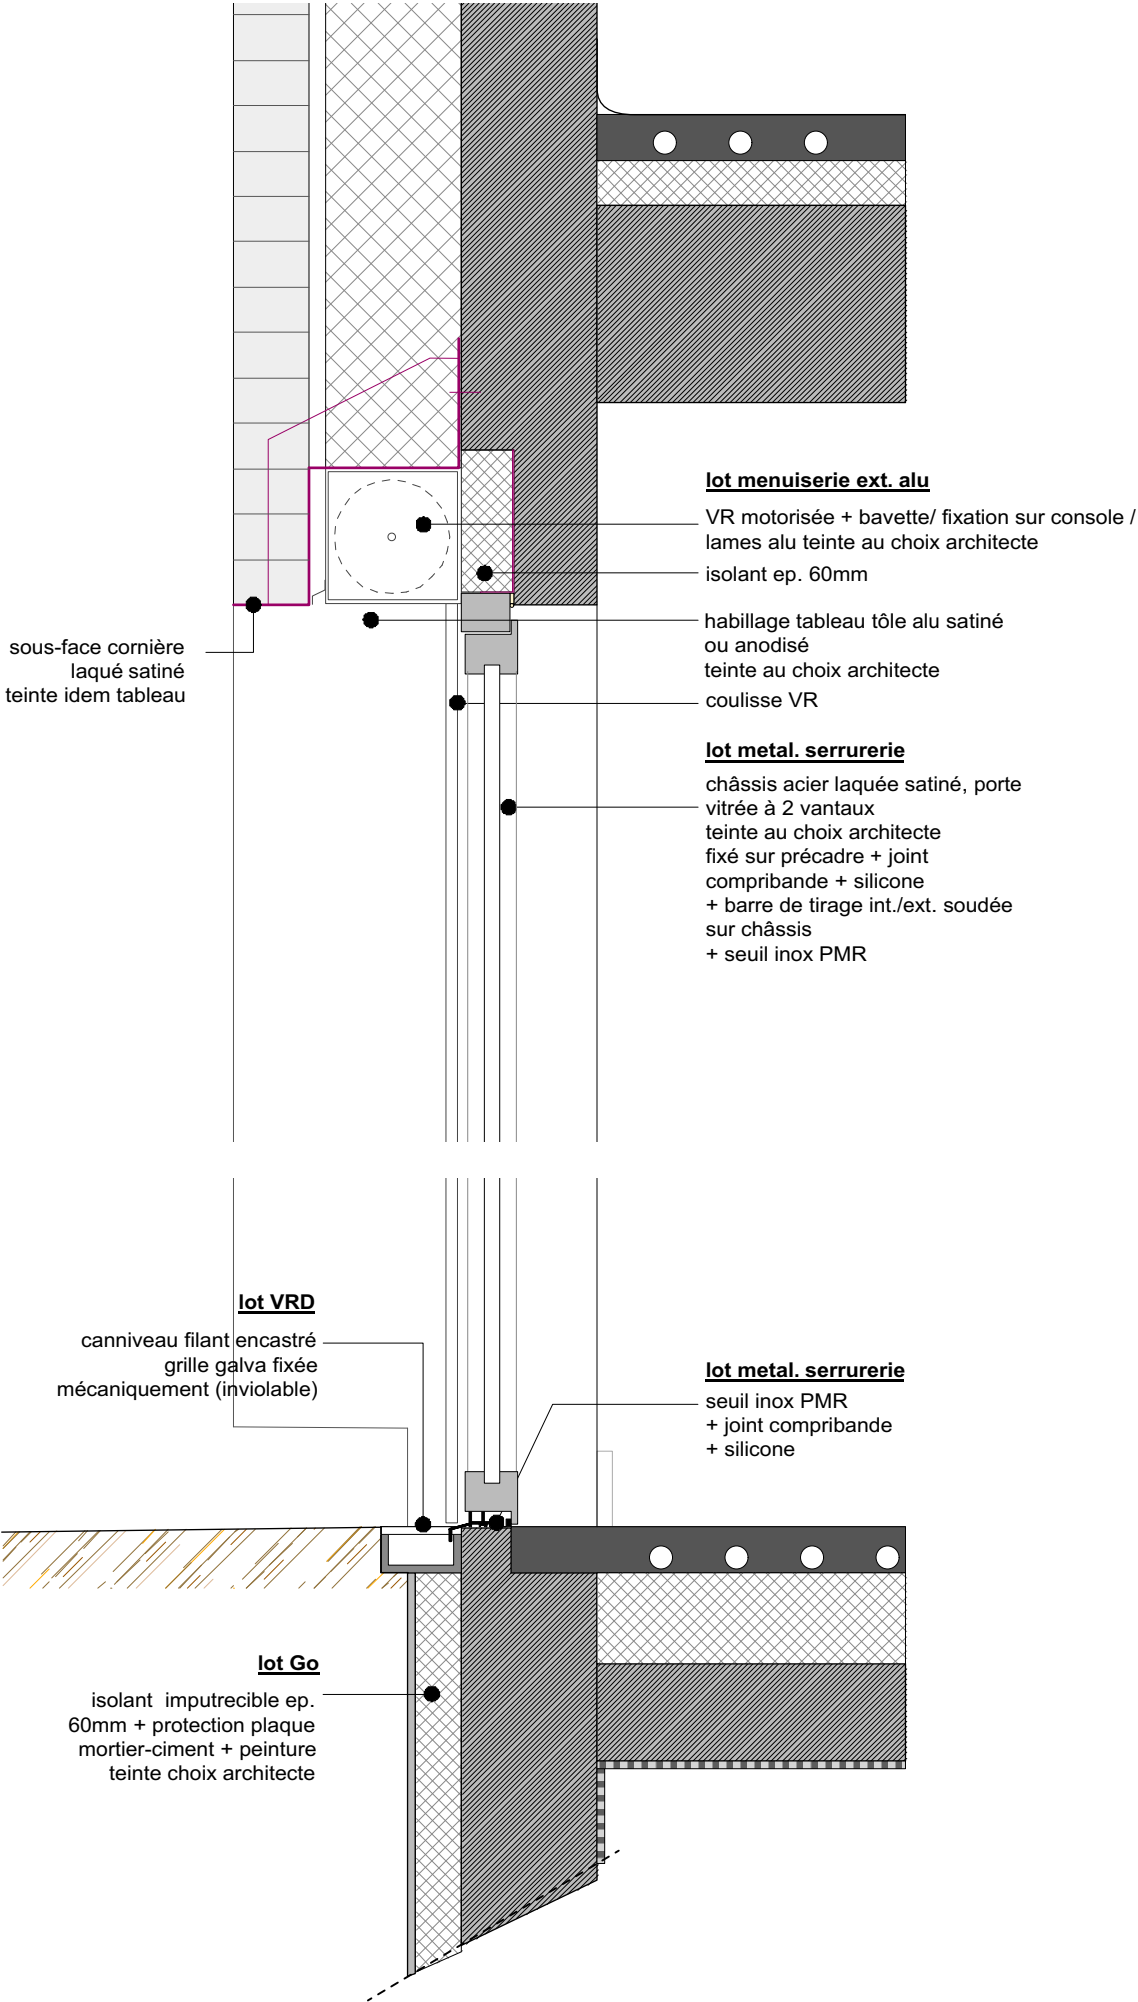 lot menuiserie ext. alu
VR motorisée + bavette/ fixation sur console /
lames alu teinte au choix architecte
isolant ep. 60mm
habillage tableau tôle alu satiné
ou anodisé
teinte au choix architecte
coulisse VR
sous-face cornière
laqué satiné
teinte idem tableau
lot metal. serrurerie
châssis acier laquée satiné, porte
vitrée à 2 vantaux
teinte au choix architecte
fixé sur précadre + joint
compribande + silicone
+ barre de tirage int./ext. soudée
sur châssis
+ seuil inox PMR
lot VRD
canniveau filant encastré
grille galva fixée
mécaniquement (inviolable)
lot metal. serrurerie
seuil inox PMR
+ joint compribande
+ silicone
lot Go
isolant  imputrecible ep.
60mm + protection plaque
mortier-ciment + peinture
teinte choix architecte